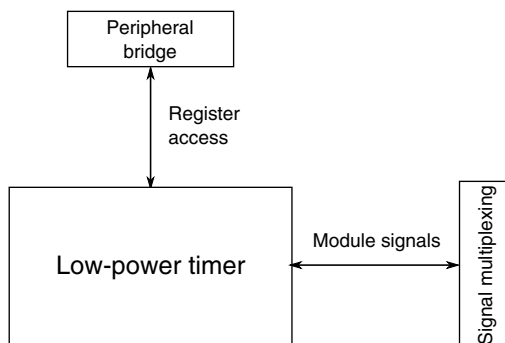 Peripheral
bridge
Register
access
Low-power timer
Module signals
Signal multiplexing